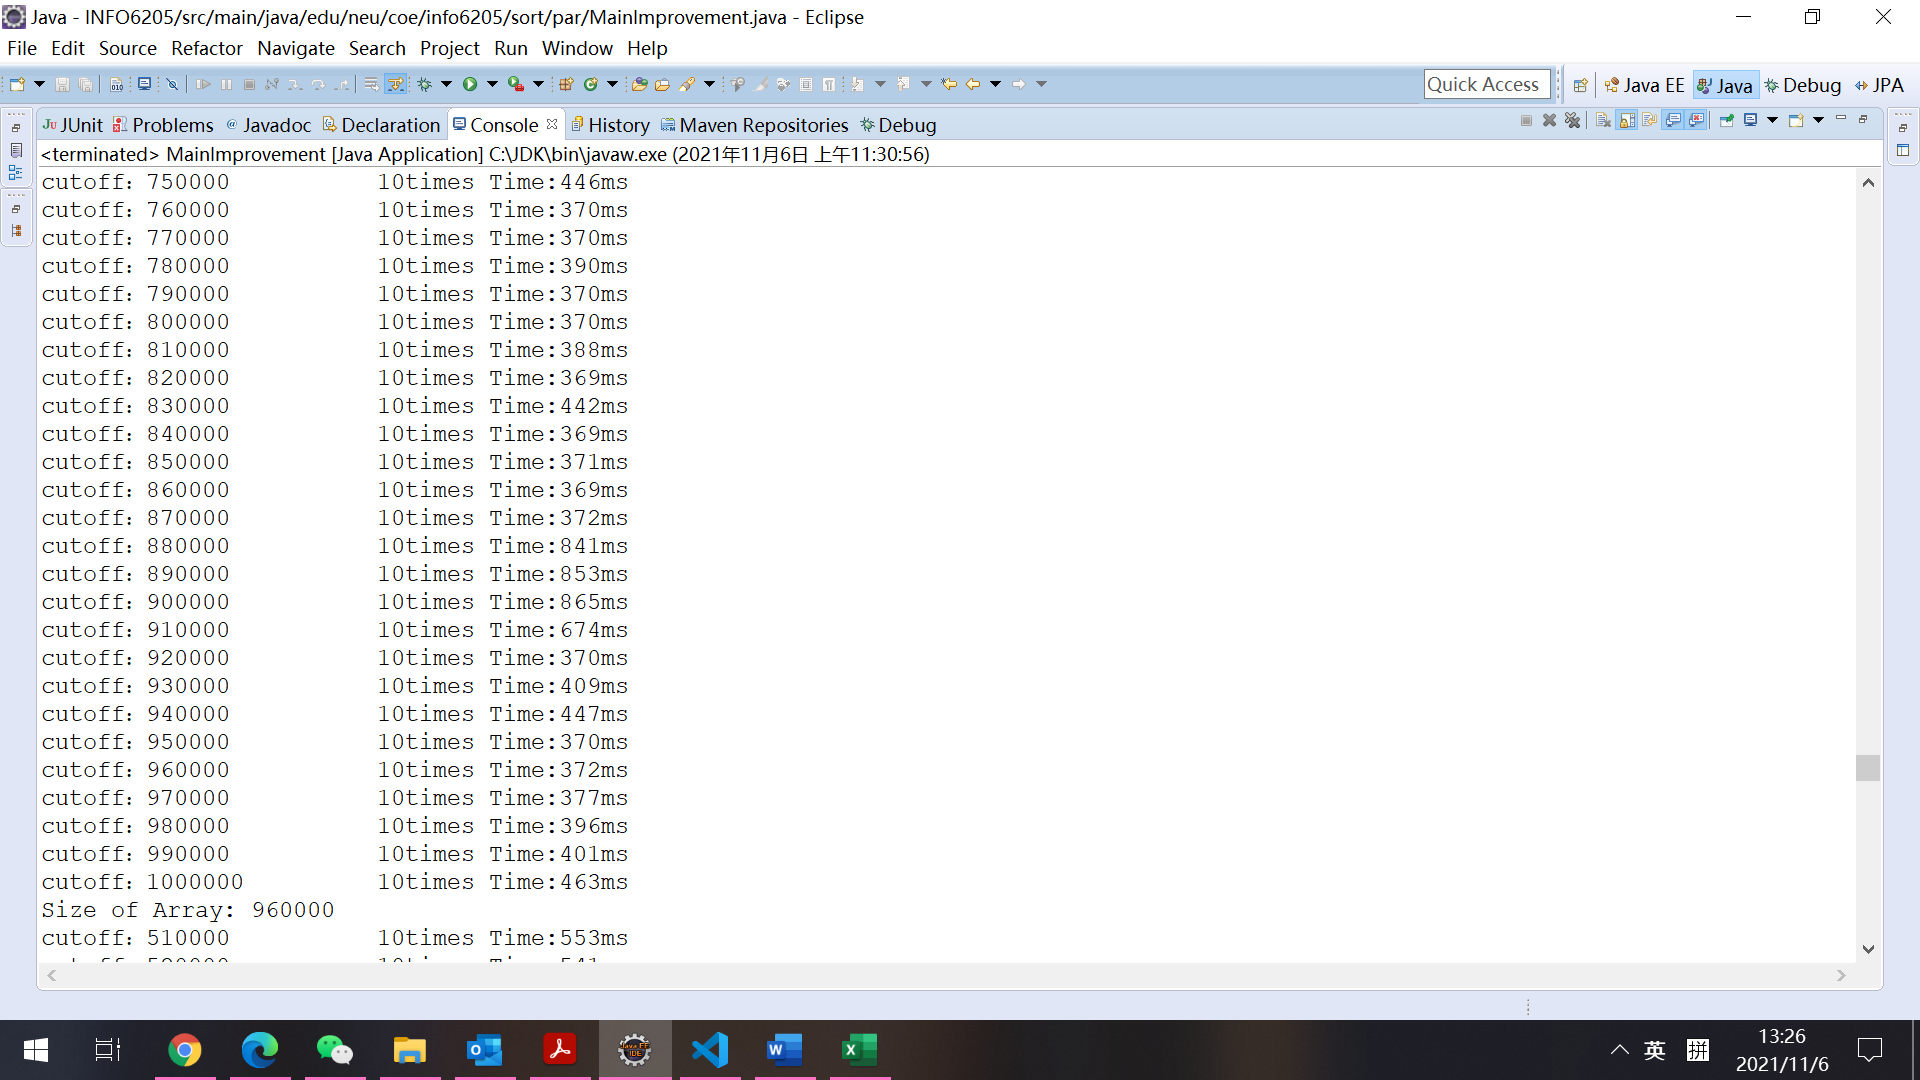 Java - INFO6205/src/main/java/edu/neu/coe/info6205/sort/par/MainImprovement.java - Eclipse
File Edit Source Refactor Navigate Search Project Run Window Help
Quick Access Java EE Java Debug JPA
JUnit Problems Javadoc Declaration Console History Maven Repositories Debug
<terminated> MainImprovement [Java Application] C:\JDK\bin\javaw.exe (2021年11月6日 上午11:30:56)
cutoff: 750000 10times Time:446ms
cutoff: 760000 10times Time:370ms
cutoff: 770000 10times Time:370ms
cutoff: 780000 10times Time:390ms
cutoff: 790000 10times Time:370ms
cutoff: 800000 10times Time:370ms
cutoff: 810000 10times Time:388ms
cutoff: 820000 10times Time:369ms
cutoff: 830000 10times Time:442ms
cutoff: 840000 10times Time:369ms
cutoff: 850000 10times Time:371ms
cutoff: 860000 10times Time:369ms
cutoff: 870000 10times Time:372ms
cutoff: 880000 10times Time:841ms
cutoff: 890000 10times Time:853ms
cutoff: 900000 10times Time:865ms
cutoff: 910000 10times Time:674ms
cutoff: 920000 10times Time:370ms
cutoff: 930000 10times Time:409ms
cutoff: 940000 10times Time:447ms
cutoff: 950000 10times Time:370ms
cutoff: 960000 10times Time:372ms
cutoff: 970000 10times Time:377ms
cutoff: 980000 10times Time:396ms
cutoff: 990000 10times Time:401ms
cutoff: 1000000 10times Time:463ms
Size of Array: 960000
cutoff: 510000 10times Time:553ms
英 拼 13:26
2021/11/6